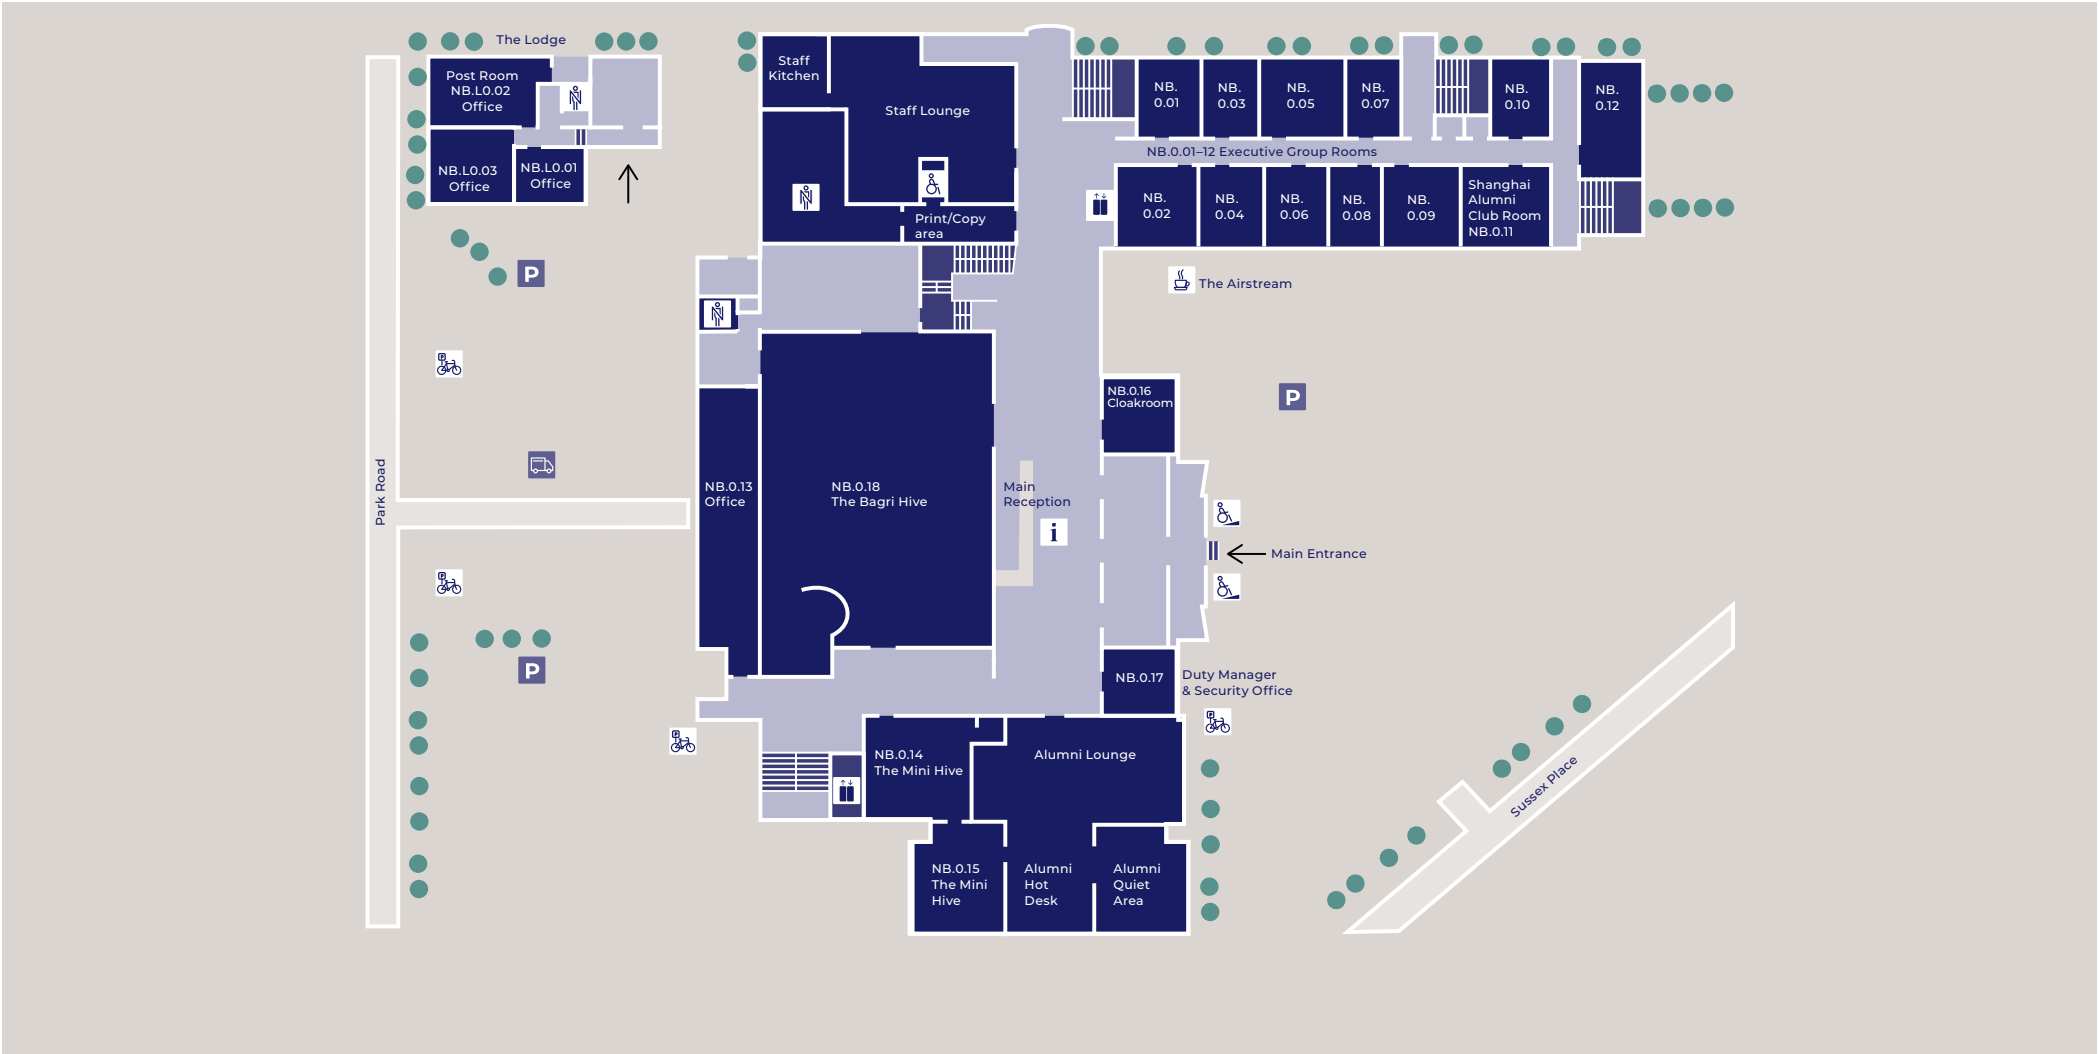 The Lodge
Post Room
NB.L0.02
Office
NB.L0.03
Office
NB.L0.01
Office
Staff
Kitchen
Staff Lounge
Print/Copy
area
NB.
0.01
NB.
0.03
NB.
0.05
NB.
0.07
NB.
0.10
NB.
0.12
NB.0.01–12 Executive Group Rooms
NB.
0.02
NB.
0.04
NB.
0.06
NB.
0.08
NB.
0.09
Shanghai
Alumni
Club Room
NB.0.11
P
The Airstream
P
NB.0.16
Cloakroom
Park Road
NB.0.13
Office
NB.0.18
The Bagri Hive
Main
Reception
i
Main Entrance
P
P
P
NB.0.17
Duty Manager
& Security Office
P
P
P
NB.0.14
The Mini Hive
Alumni Lounge
Sussex Place
NB.0.15
The Mini
Hive
Alumni
Hot
Desk
Alumni
Quiet
Area